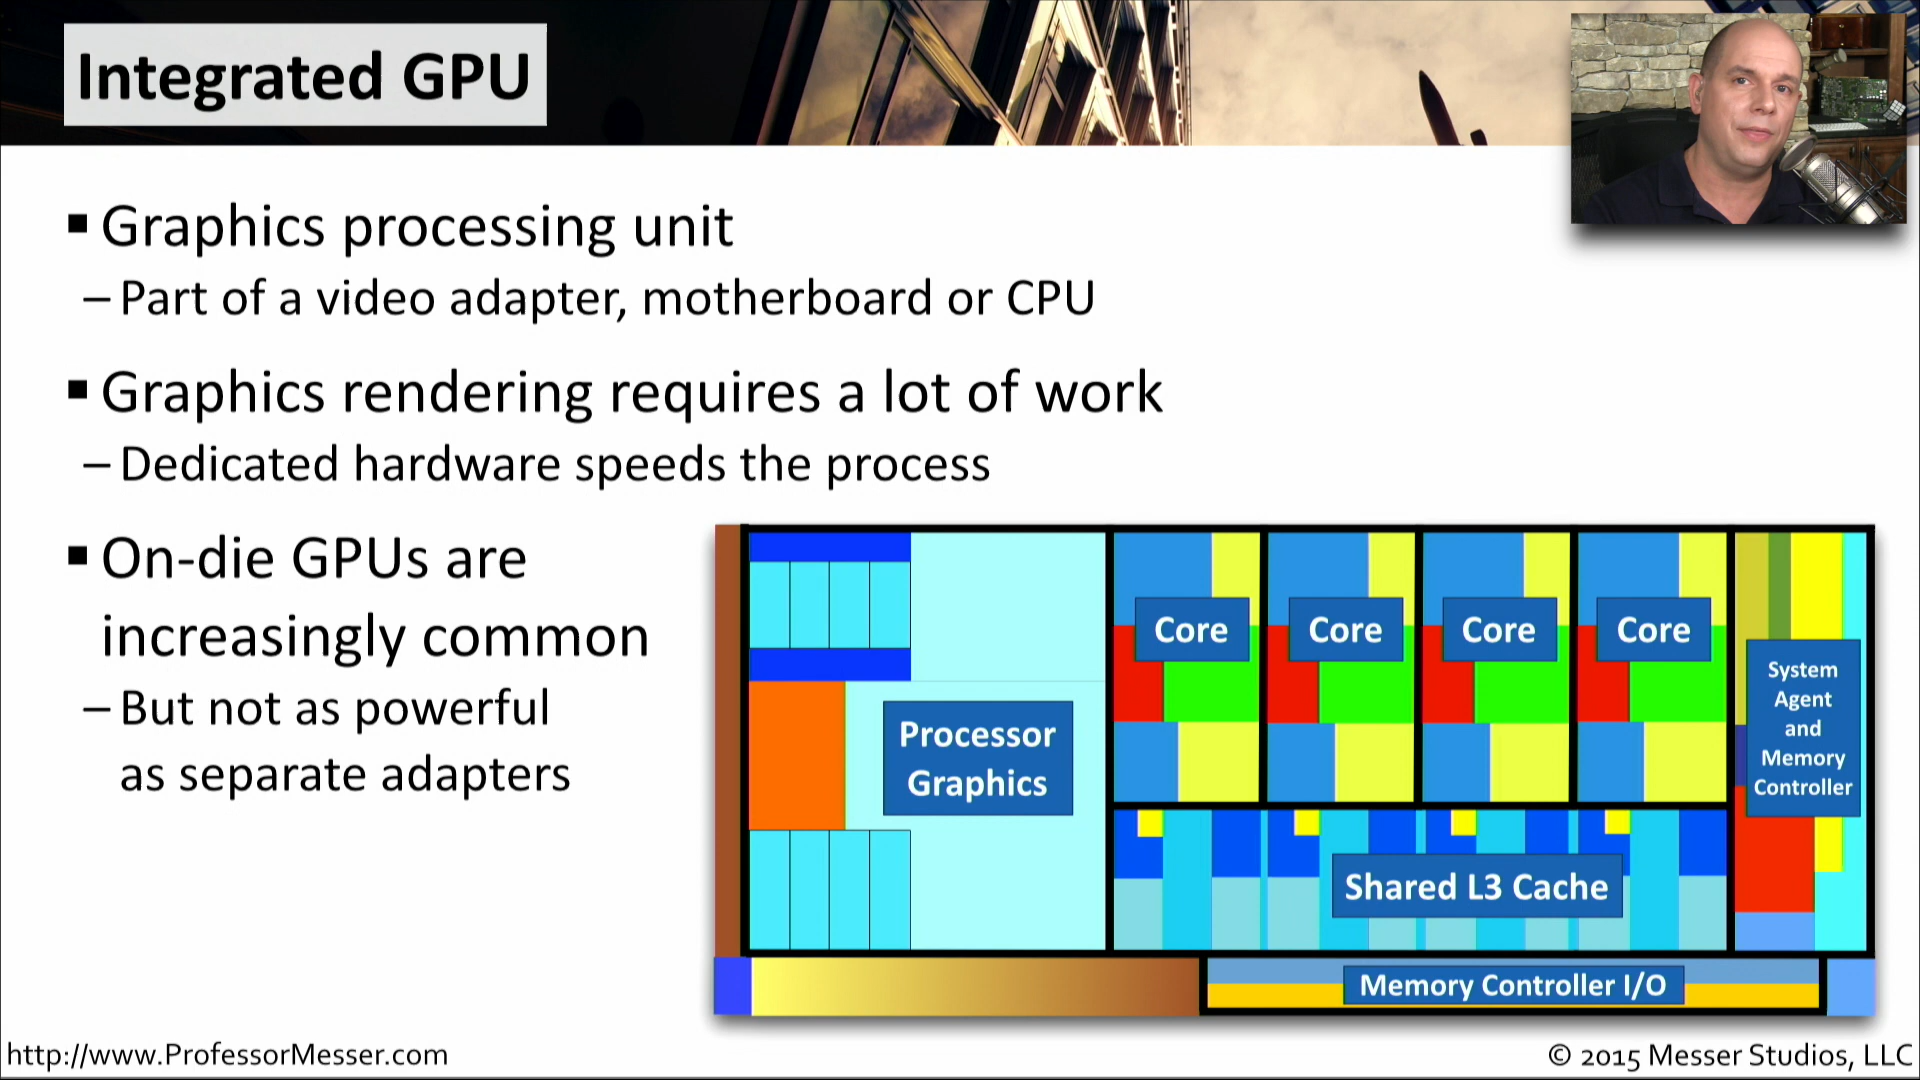 Integrated GPU
▪ Graphics processing unit
– Part of a video adapter, motherboard or CPU
▪ Graphics rendering requires a lot of work
– Dedicated hardware speeds the process
▪ On-die GPUs are
increasingly common
– But not as powerful
as separate adapters
Processor
Graphics
Core
Core
Core
Core
System
Agent
and
Memory
Controller
Shared L3 Cache
Memory Controller I/O
http://www.ProfessorMesser.com
© 2015 Messer Studios, LLC